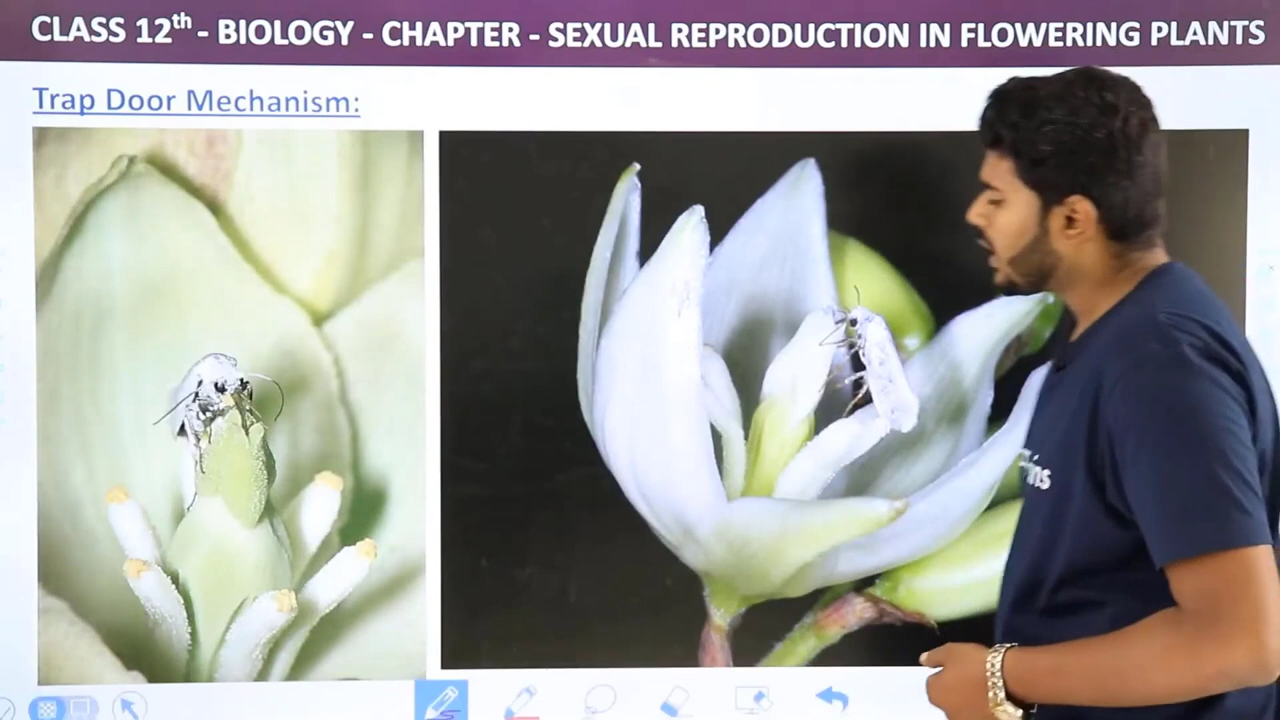 CLASS 12th - BIOLOGY - CHAPTER - SEXUAL REPRODUCTION IN FLOWERING PLANTS
Trap Door Mechanism: